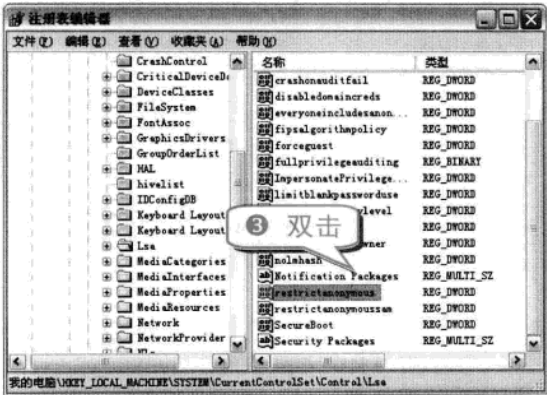 注册表编辑器
文件(F) 编辑(E) 查看(V) 收藏夹(A) 帮助(H)
CrashControl
CriticalDeviceDa
DeviceClasses
FileSystem
FontAssoc
GraphicsDrivers
GroupOrderList
HAL
hivelist
IDConfigDB
Keyboard Layout
Keyboard Layout
Lsa
MediaCategories
MediaInterfaces
MediaProperties
MediaResources
Network
NetworkProvider
名称 类型
crashonauditfail REG_DWORD
disabledomaincreds REG_DWORD
everyoneincludesanon... REG_DWORD
fipsalgorithmpolicy REG_DWORD
forceguest REG_DWORD
fullprivilegeauditing REG_BINARY
ImpersonatePrivilege... REG_DWORD
limitblankpassworduse REG_DWORD
level REG_DWORD
REG_DWORD
wner REG_DWORD
nolmhash REG_DWORD
Notification Packages REG_MULTI_SZ
restrictanonymous REG_DWORD
restrictanonymoussam REG_DWORD
SecureBoot REG_DWORD
Security Packages REG_MULTI_SZ
❸ 双击
我的电脑\HKEY_LOCAL_MACHINE\SYSTEM\CurrentControlSet\Control\Lsa